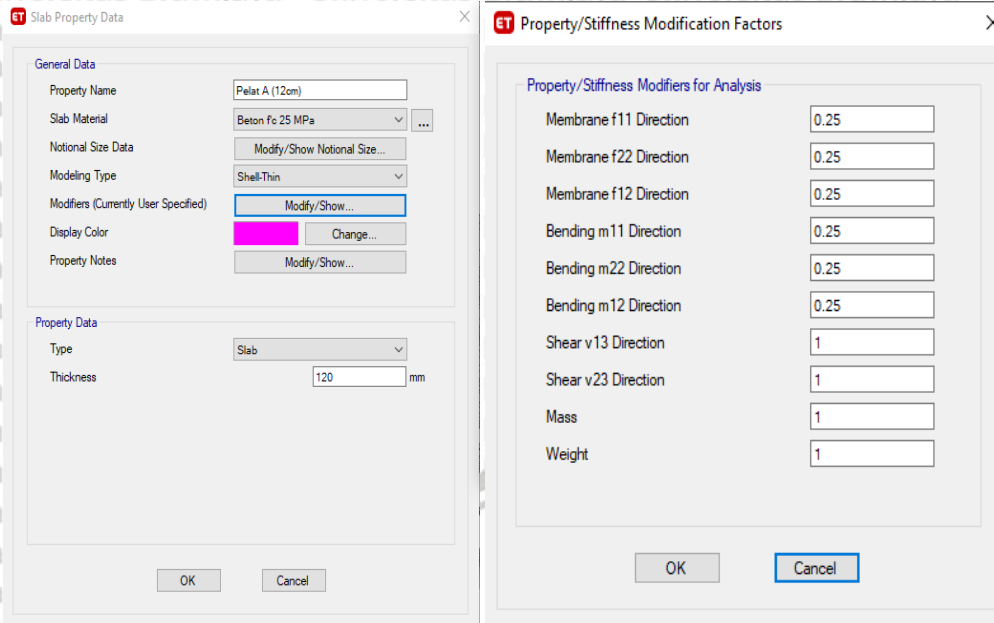 ET Slab Property Data
General Data
Property Name Pelat A (12cm)
Slab Material Beton f'c 25 MPa ...
Notional Size Data Modify/Show Notional Size...
Modeling Type Shell-Thin
Modifiers (Currently User Specified) Modify/Show...
Display Color Change...
Property Notes Modify/Show...
Property Data
Type Slab
Thickness 120 mm
OK Cancel
ET Property/Stiffness Modification Factors
Property/Stiffness Modifiers for Analysis
Membrane f11 Direction 0.25
Membrane f22 Direction 0.25
Membrane f12 Direction 0.25
Bending m11 Direction 0.25
Bending m22 Direction 0.25
Bending m12 Direction 0.25
Shear v13 Direction 1
Shear v23 Direction 1
Mass 1
Weight 1
OK Cancel